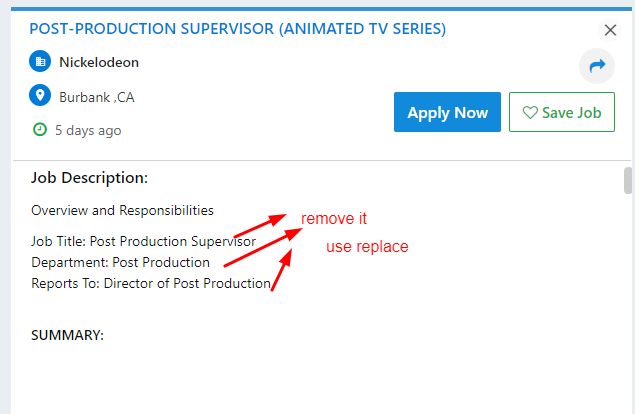 POST-PRODUCTION SUPERVISOR (ANIMATED TV SERIES)
Nickelodeon
Burbank ,CA
5 days ago
Apply Now
Save Job
Job Description:
Overview and Responsibilities
remove it
Job Title: Post Production Supervisor
use replace
Department: Post Production
Reports To: Director of Post Production
SUMMARY: